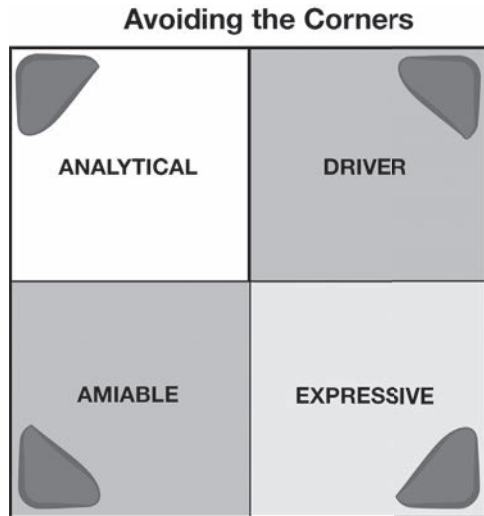 Avoiding the Corners
ANALYTICAL
DRIVER
AMIABLE
EXPRESSIVE